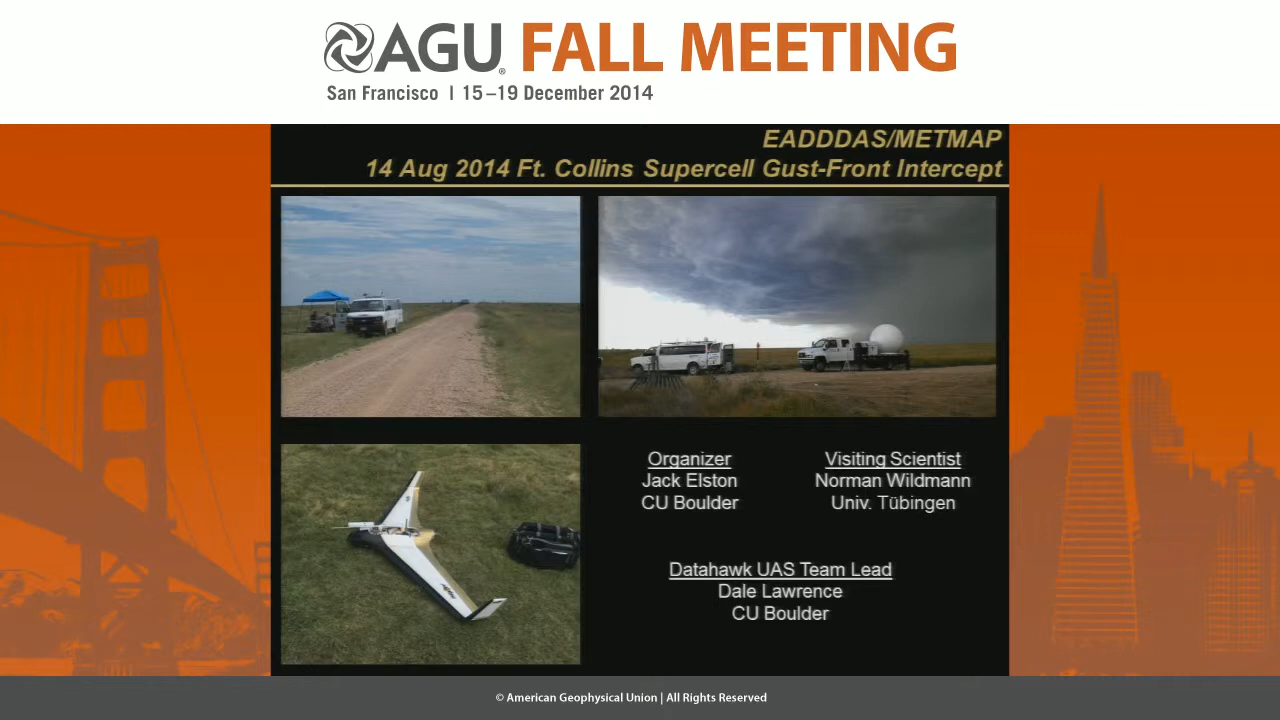 AGU FALL MEETING
San Francisco | 15–19 December 2014
EADDDAS/METMAP
14 Aug 2014 Ft. Collins Supercell Gust-Front Intercept
Organizer
Jack Elston
CU Boulder
Visiting Scientist
Norman Wildmann
Univ. Tübingen
Datahawk UAS Team Lead
Dale Lawrence
CU Boulder
© American Geophysical Union | All Rights Reserved